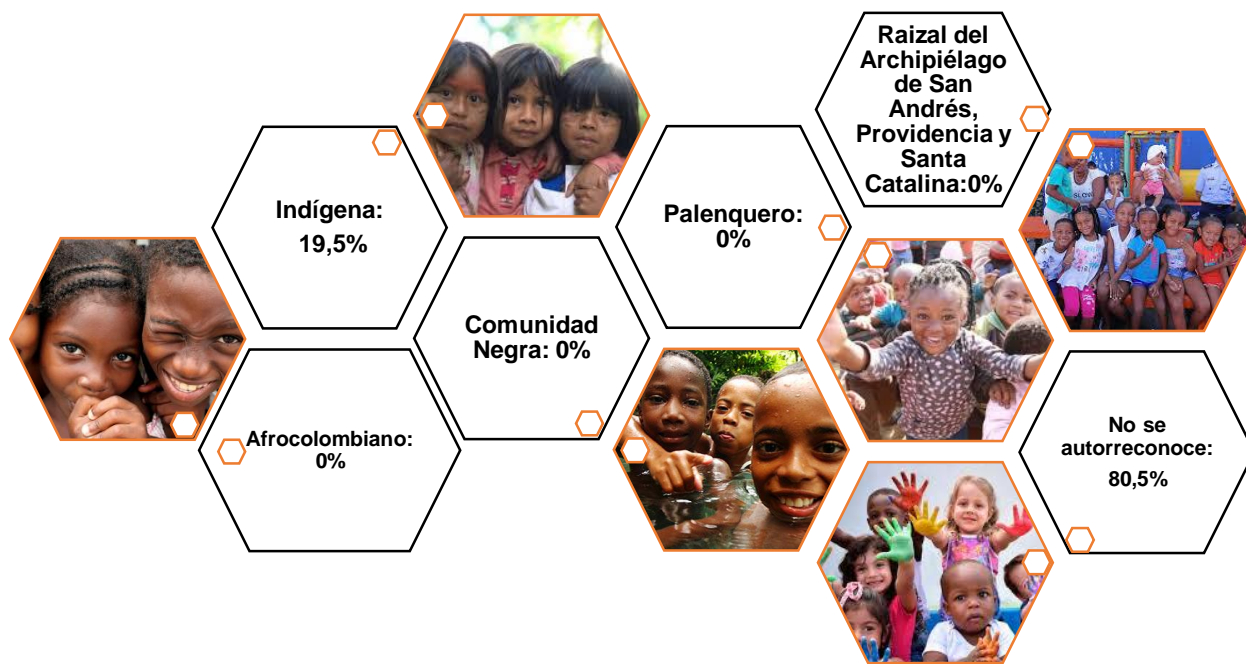 Indígena:
19,5%
Afrocolombiano:
0%
Comunidad
Negra: 0%
Palenquero:
0%
Raizal del
Archipiélago
de San
Andrés,
Providencia y
Santa
Catalina:0%
No se
autorreconoce:
80,5%